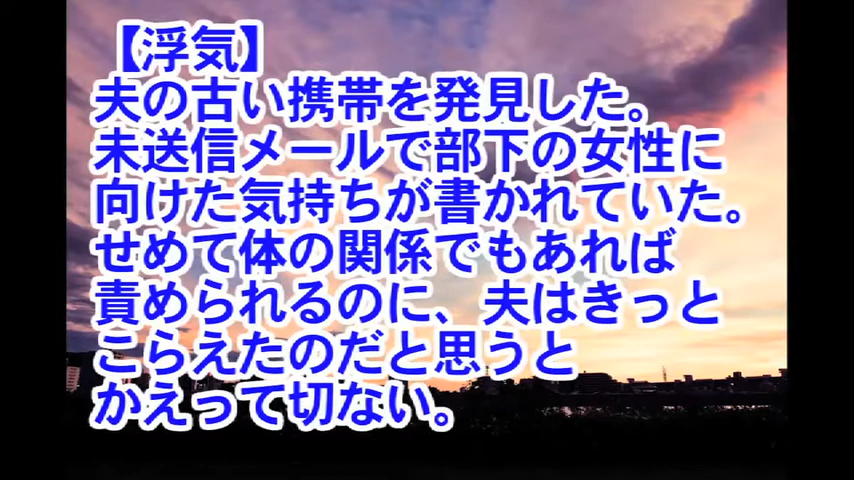 【浮気】
夫の古い携帯を発見した。
未送信メールで部下の女性に
向けた気持ちが書かれていた。
せめて体の関係でもあれば
責められるのに、夫はきっと
こらえたのだと思うと
かえって切ない。